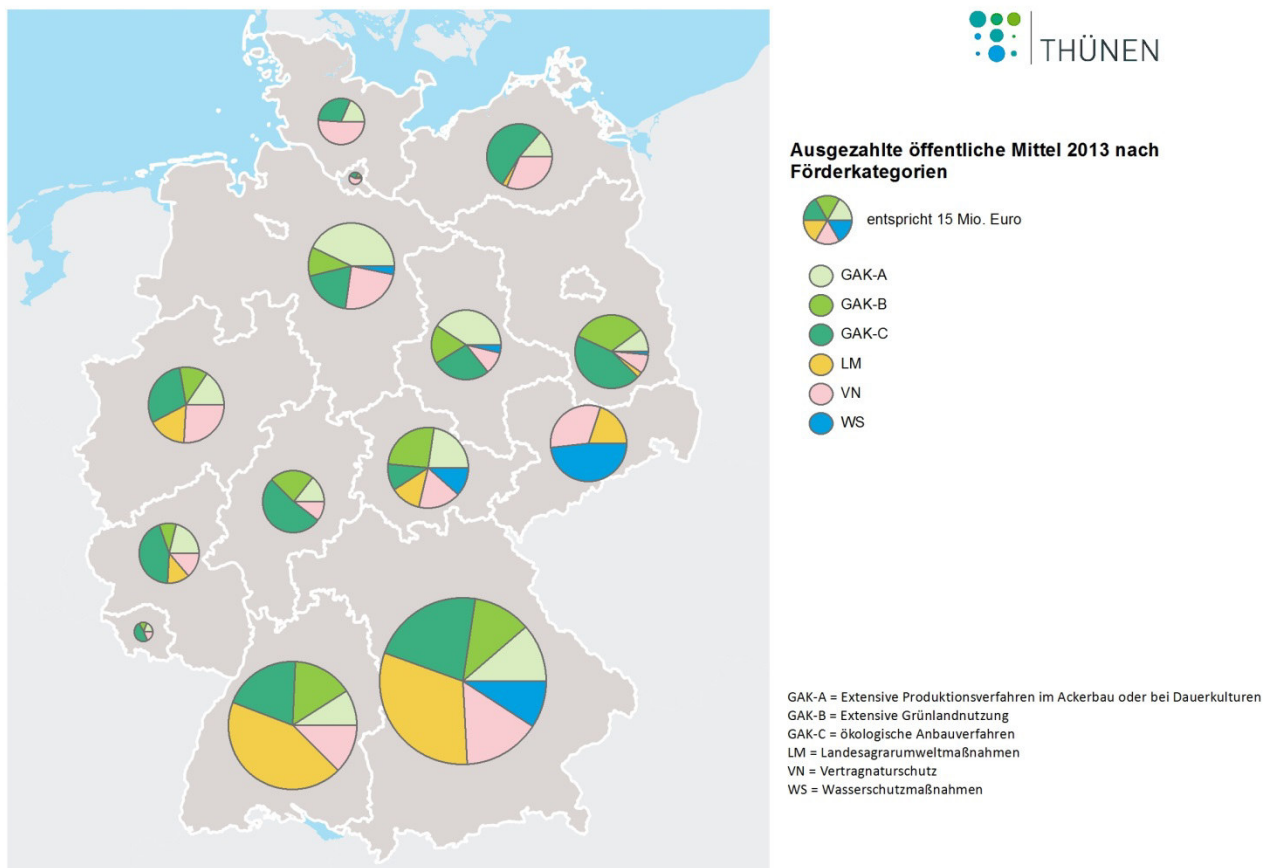 THÜNEN
Ausgezahlte öffentliche Mittel 2013 nach
Förderkategorien
entspricht 15 Mio. Euro
GAK-A
GAK-B
GAK-C
LM
VN
WS
GAK-A = Extensive Produktionsverfahren im Ackerbau oder bei Dauerkulturen
GAK-B = Extensive Grünlandnutzung
GAK-C = ökologische Anbauverfahren
LM = Landesagrarumweltmaßnahmen
VN = Vertragnaturschutz
WS = Wasserschutzmaßnahmen